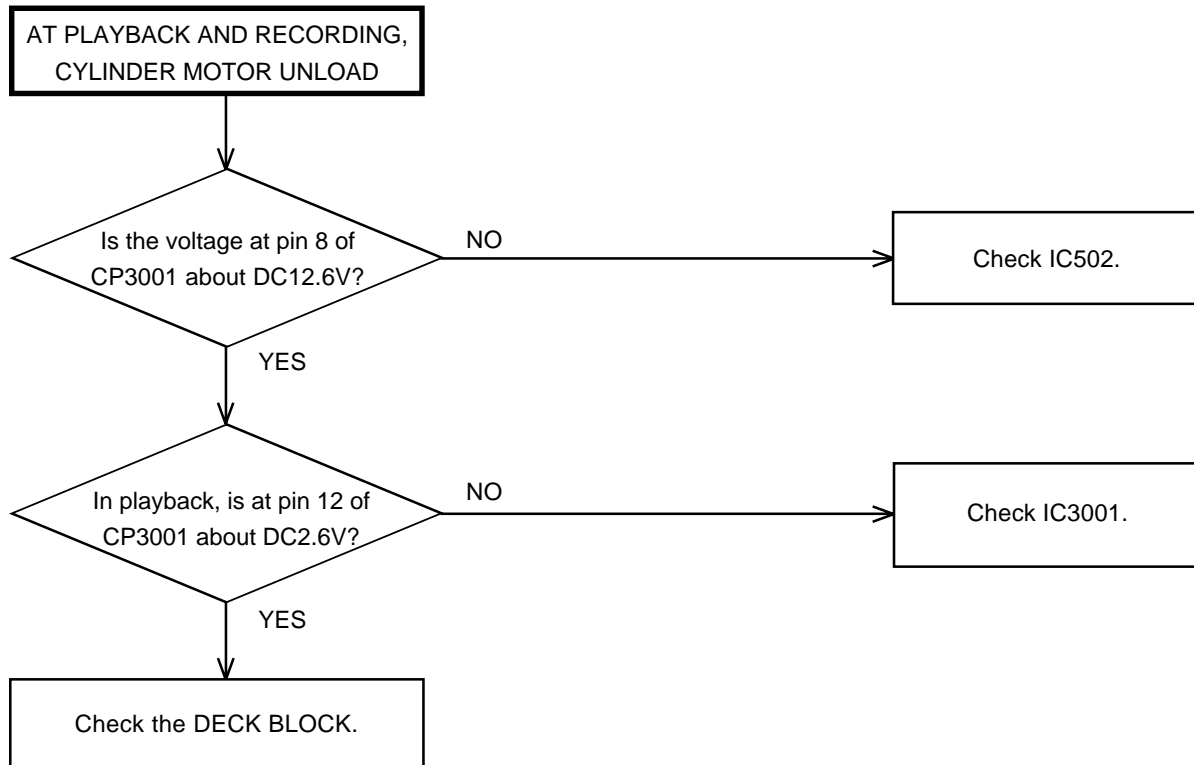 AT PLAYBACK AND RECORDING,
CYLINDER MOTOR UNLOAD
Is the voltage at pin 8 of
CP3001 about DC12.6V?
NO
Check IC502.
YES
In playback, is at pin 12 of
CP3001 about DC2.6V?
NO
Check IC3001.
YES
Check the DECK BLOCK.